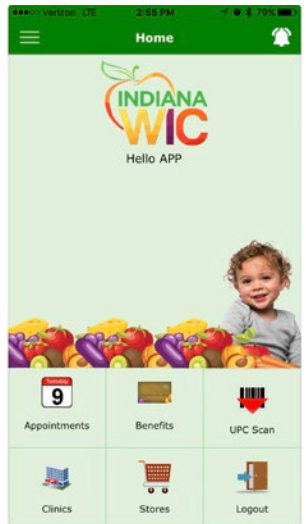 Verizon LTE 2:55 PM 79%
Home
INDIANA
WIC
Hello APP
Tuesday
9
Appointments Benefits UPC Scan
Clinics Stores Logout